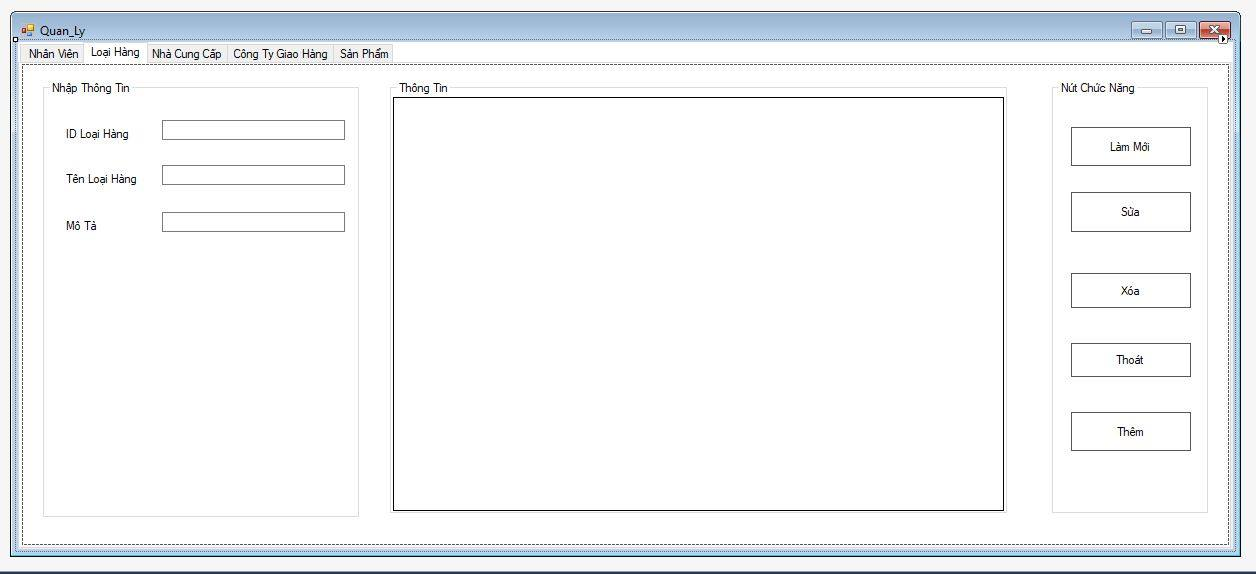 Quan_Ly
Nhân Viên Loại Hàng Nhà Cung Cấp Công Ty Giao Hàng Sản Phẩm
Nhập Thông Tin
ID Loại Hàng
Tên Loại Hàng
Mô Tả
Thông Tin
Nút Chức Năng
Làm Mới
Sửa
Xóa
Thoát
Thêm